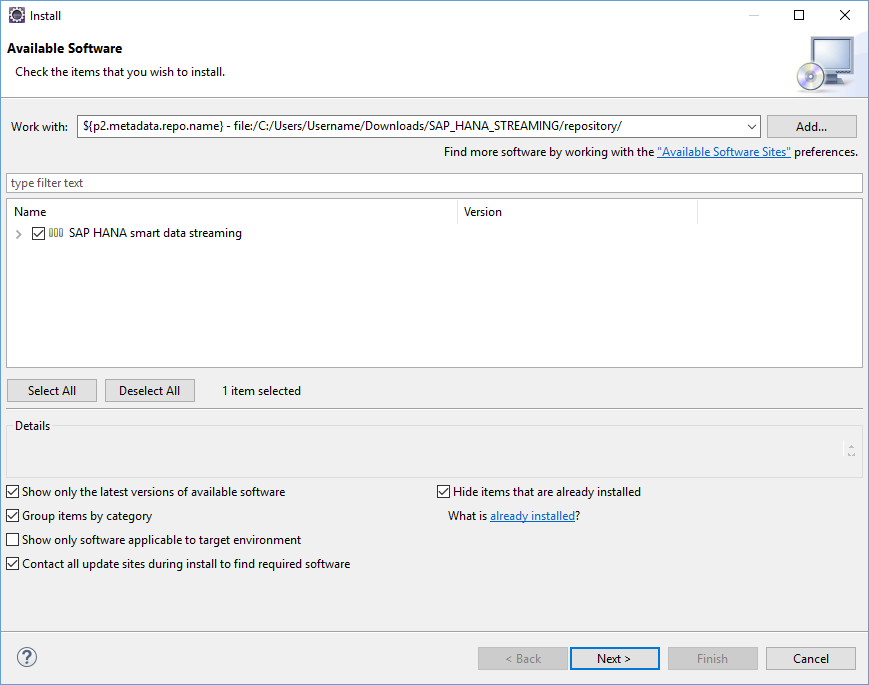 Install
Available Software
Check the items that you wish to install.
Work with: ${p2.metadata.repo.name} - file:/C:/Users/Username/Downloads/SAP_HANA_STREAMING/repository/ Add...
Find more software by working with the "Available Software Sites" preferences.
type filter text
Name Version
SAP HANA smart data streaming
Select All Deselect All 1 item selected
Details
Show only the latest versions of available software Hide items that are already installed
Group items by category What is already installed?
Show only software applicable to target environment
Contact all update sites during install to find required software
? < Back Next > Finish Cancel